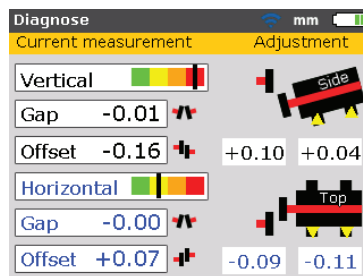 Diagnose mm
Current measurement Adjustment
Vertical Side
Gap -0.01
Offset -0.16 +0.10 +0.04
Horizontal Top
Gap -0.00
Offset +0.07 -0.09 -0.11